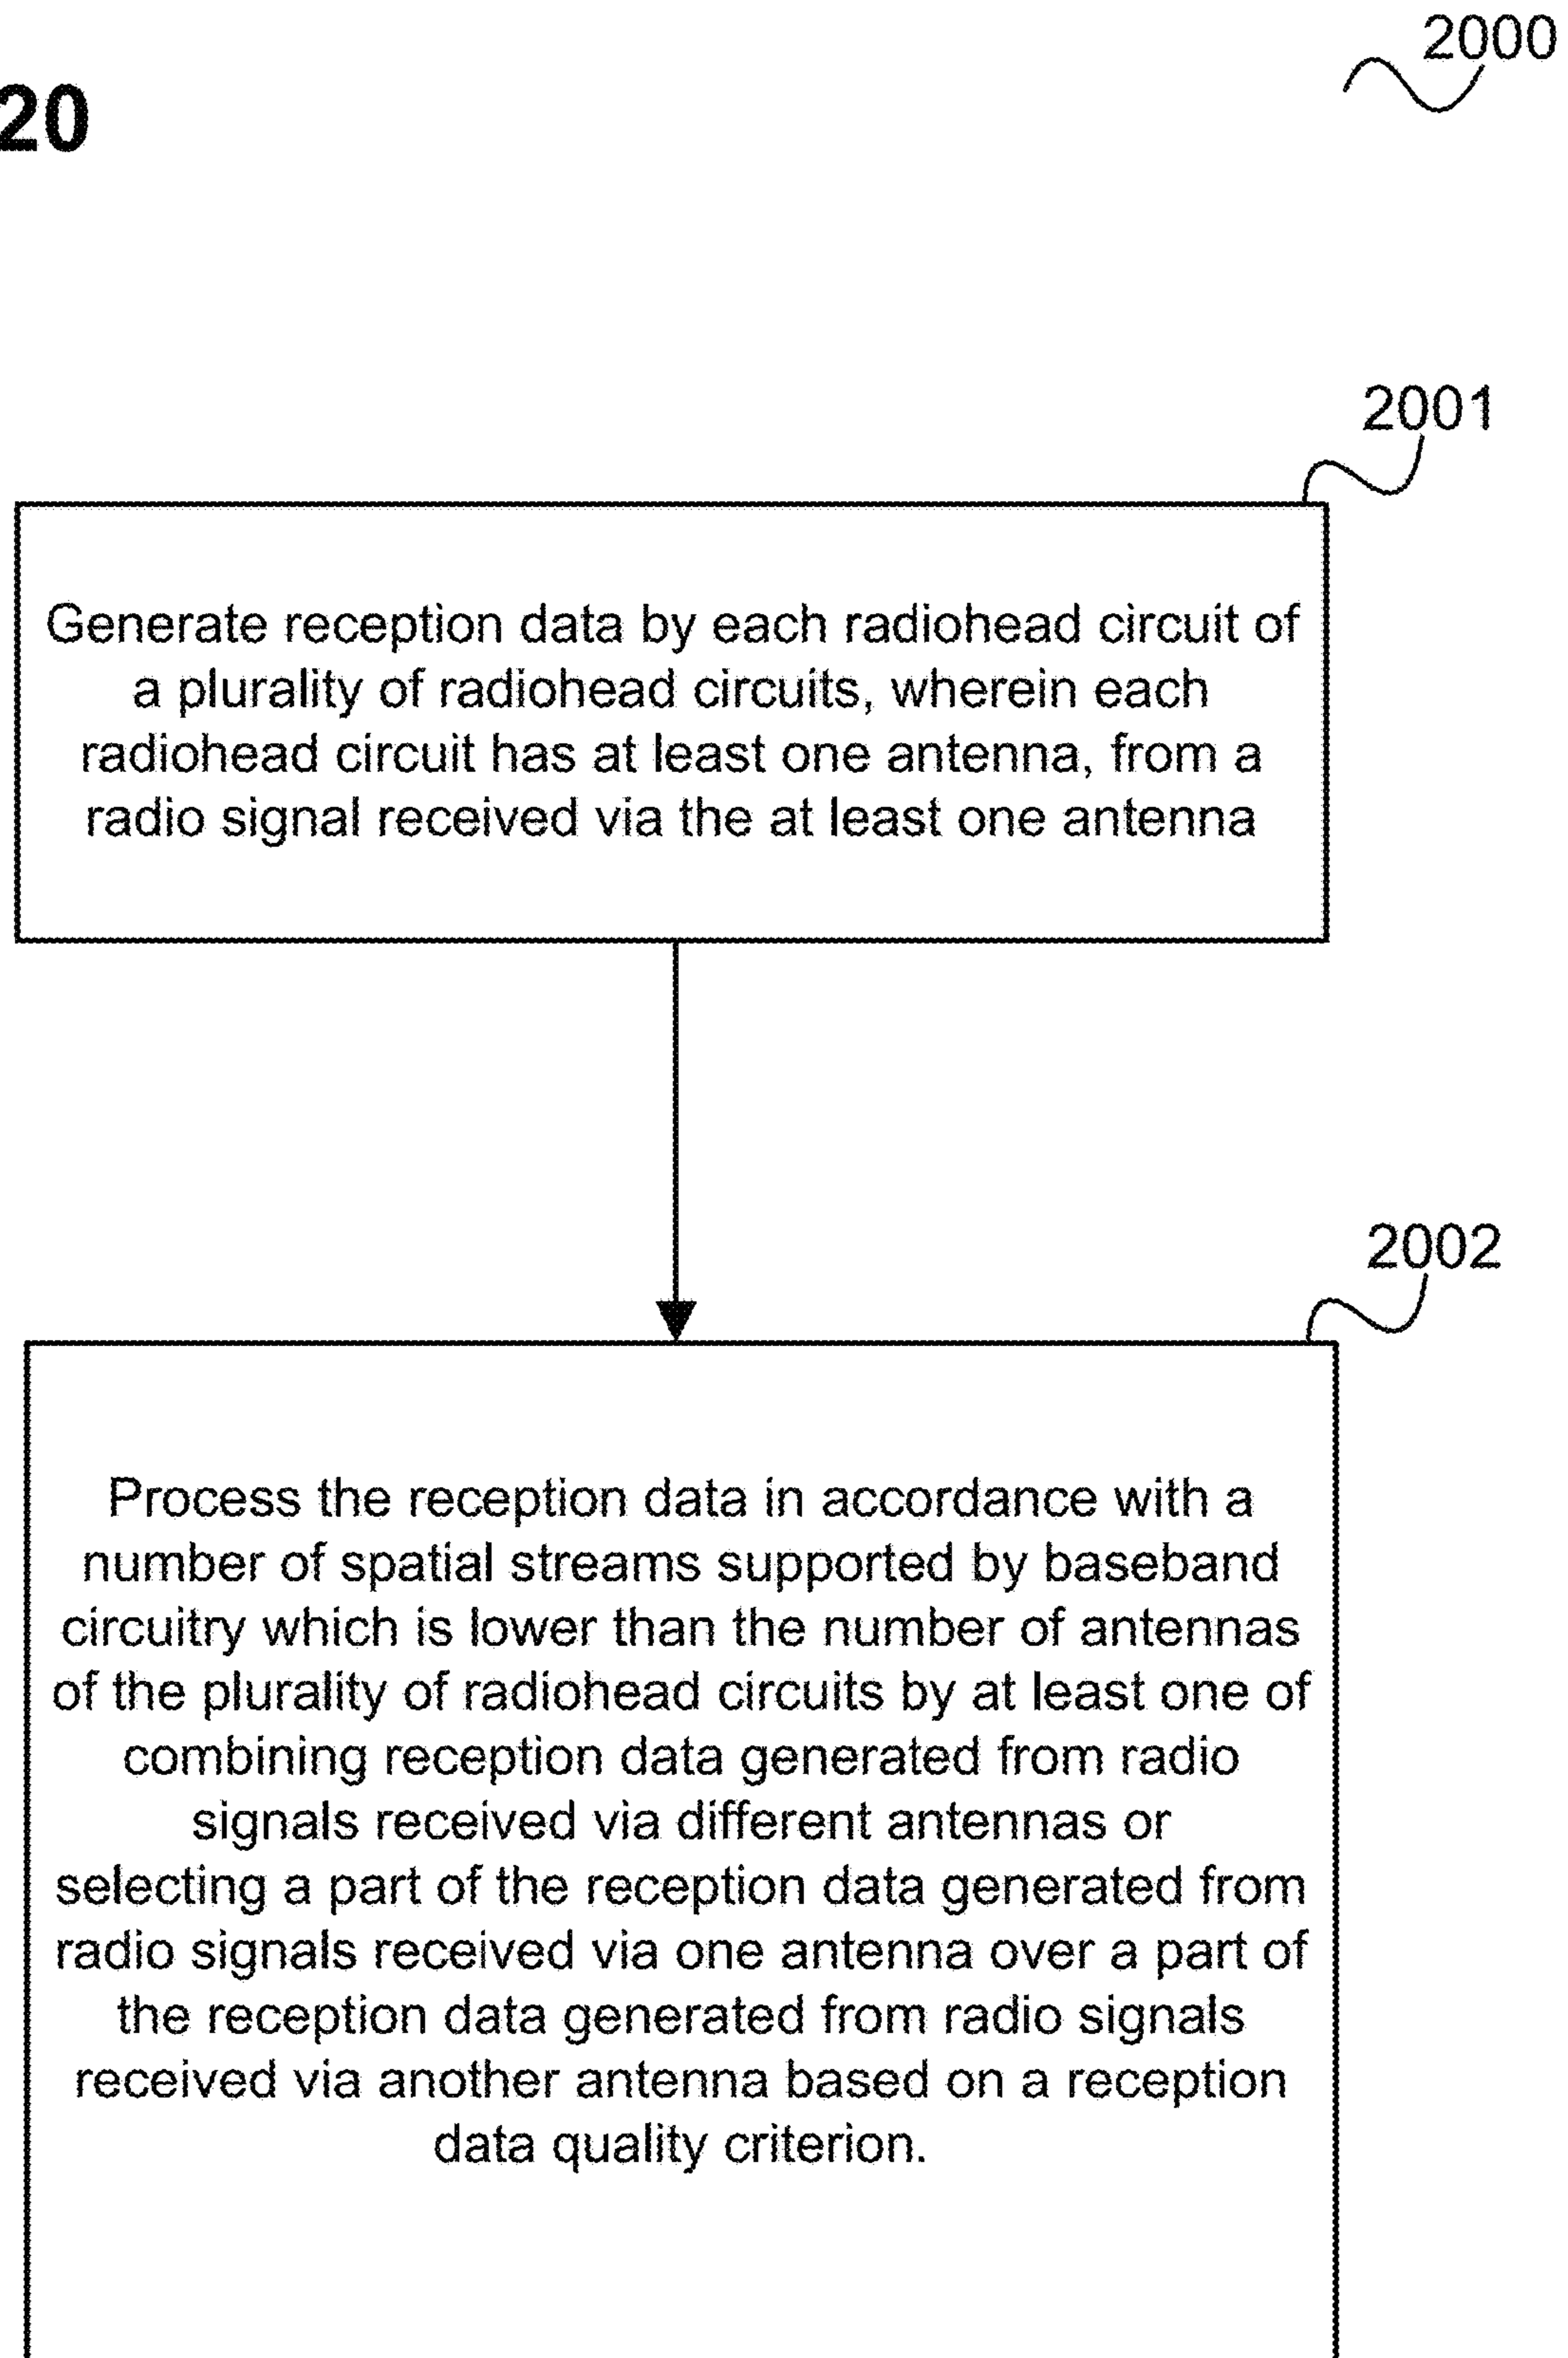 2000
20
2001
Generate reception data by each radiohead circuit of
a plurality of radiohead circuits, wherein each
radiohead circuit has at least one antenna, from a
radio signal received via the at least one antenna
2002
Process the reception data in accordance with a
number of spatial streams supported by baseband
circuitry which is lower than the number of antennas
of the plurality of radiohead circuits by at least one of
combining reception data generated from radio
signals received via different antennas or
selecting a part of the reception data generated from
radio signals received via one antenna over a part of
the reception data generated from radio signals
received via another antenna based on a reception
data quality criterion.